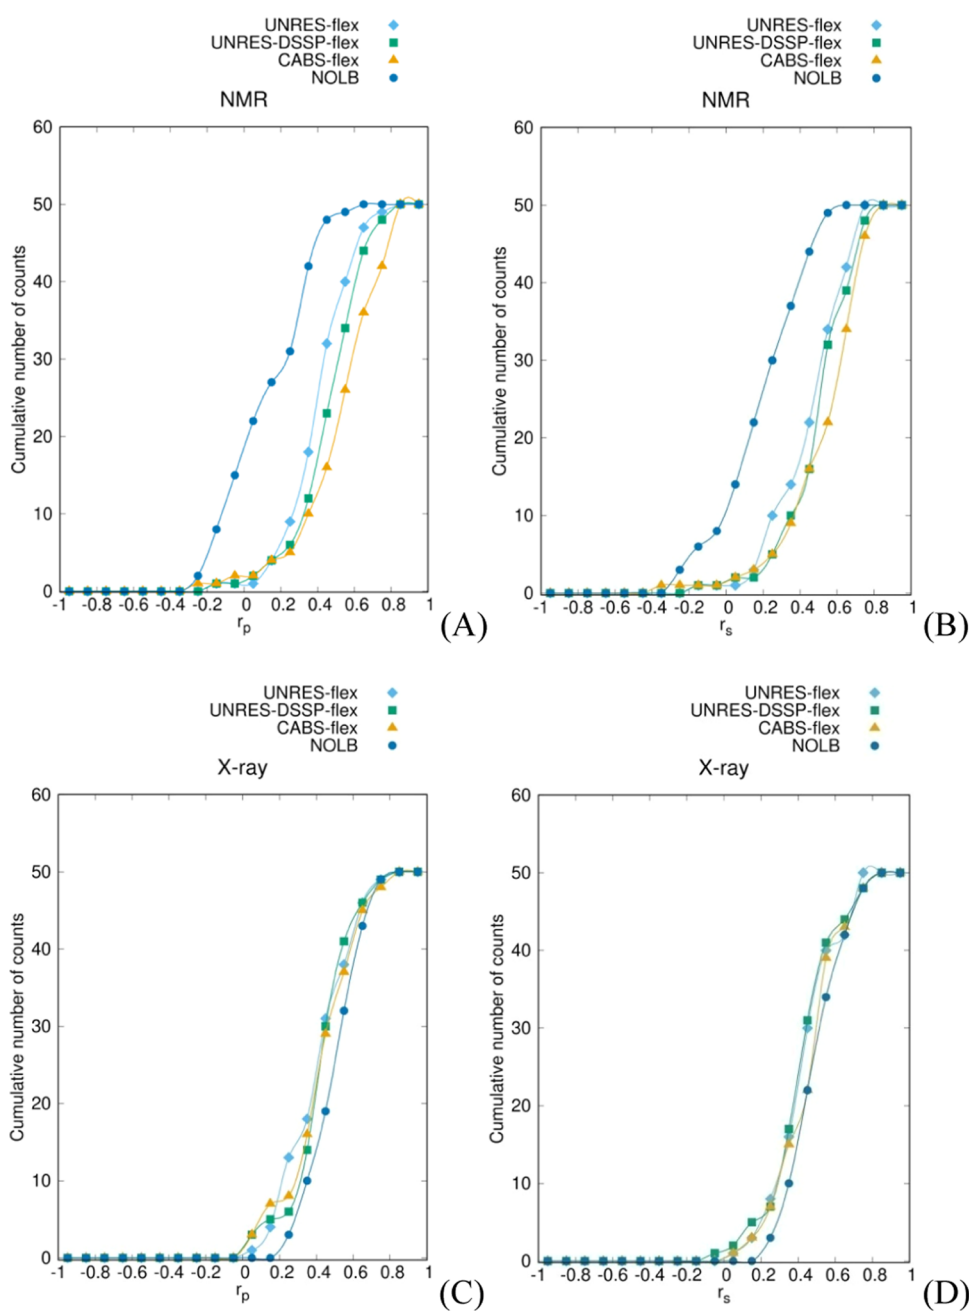 UNRES-flex
UNRES-DSSP-flex
CABS-flex
NOLB
NMR
60
50
40
30
20
10
0
Cumulative number of counts
-1 -0.8 -0.6 -0.4 -0.2 0 0.2 0.4 0.6 0.8 1
rp
(A)
UNRES-flex
UNRES-DSSP-flex
CABS-flex
NOLB
NMR
60
50
40
30
20
10
0
Cumulative number of counts
-1 -0.8 -0.6 -0.4 -0.2 0 0.2 0.4 0.6 0.8 1
rs
(B)
UNRES-flex
UNRES-DSSP-flex
CABS-flex
NOLB
X-ray
60
50
40
30
20
10
0
Cumulative number of counts
-1 -0.8 -0.6 -0.4 -0.2 0 0.2 0.4 0.6 0.8 1
rp
(C)
UNRES-flex
UNRES-DSSP-flex
CABS-flex
NOLB
X-ray
60
50
40
30
20
10
0
Cumulative number of counts
-1 -0.8 -0.6 -0.4 -0.2 0 0.2 0.4 0.6 0.8 1
rs
(D)